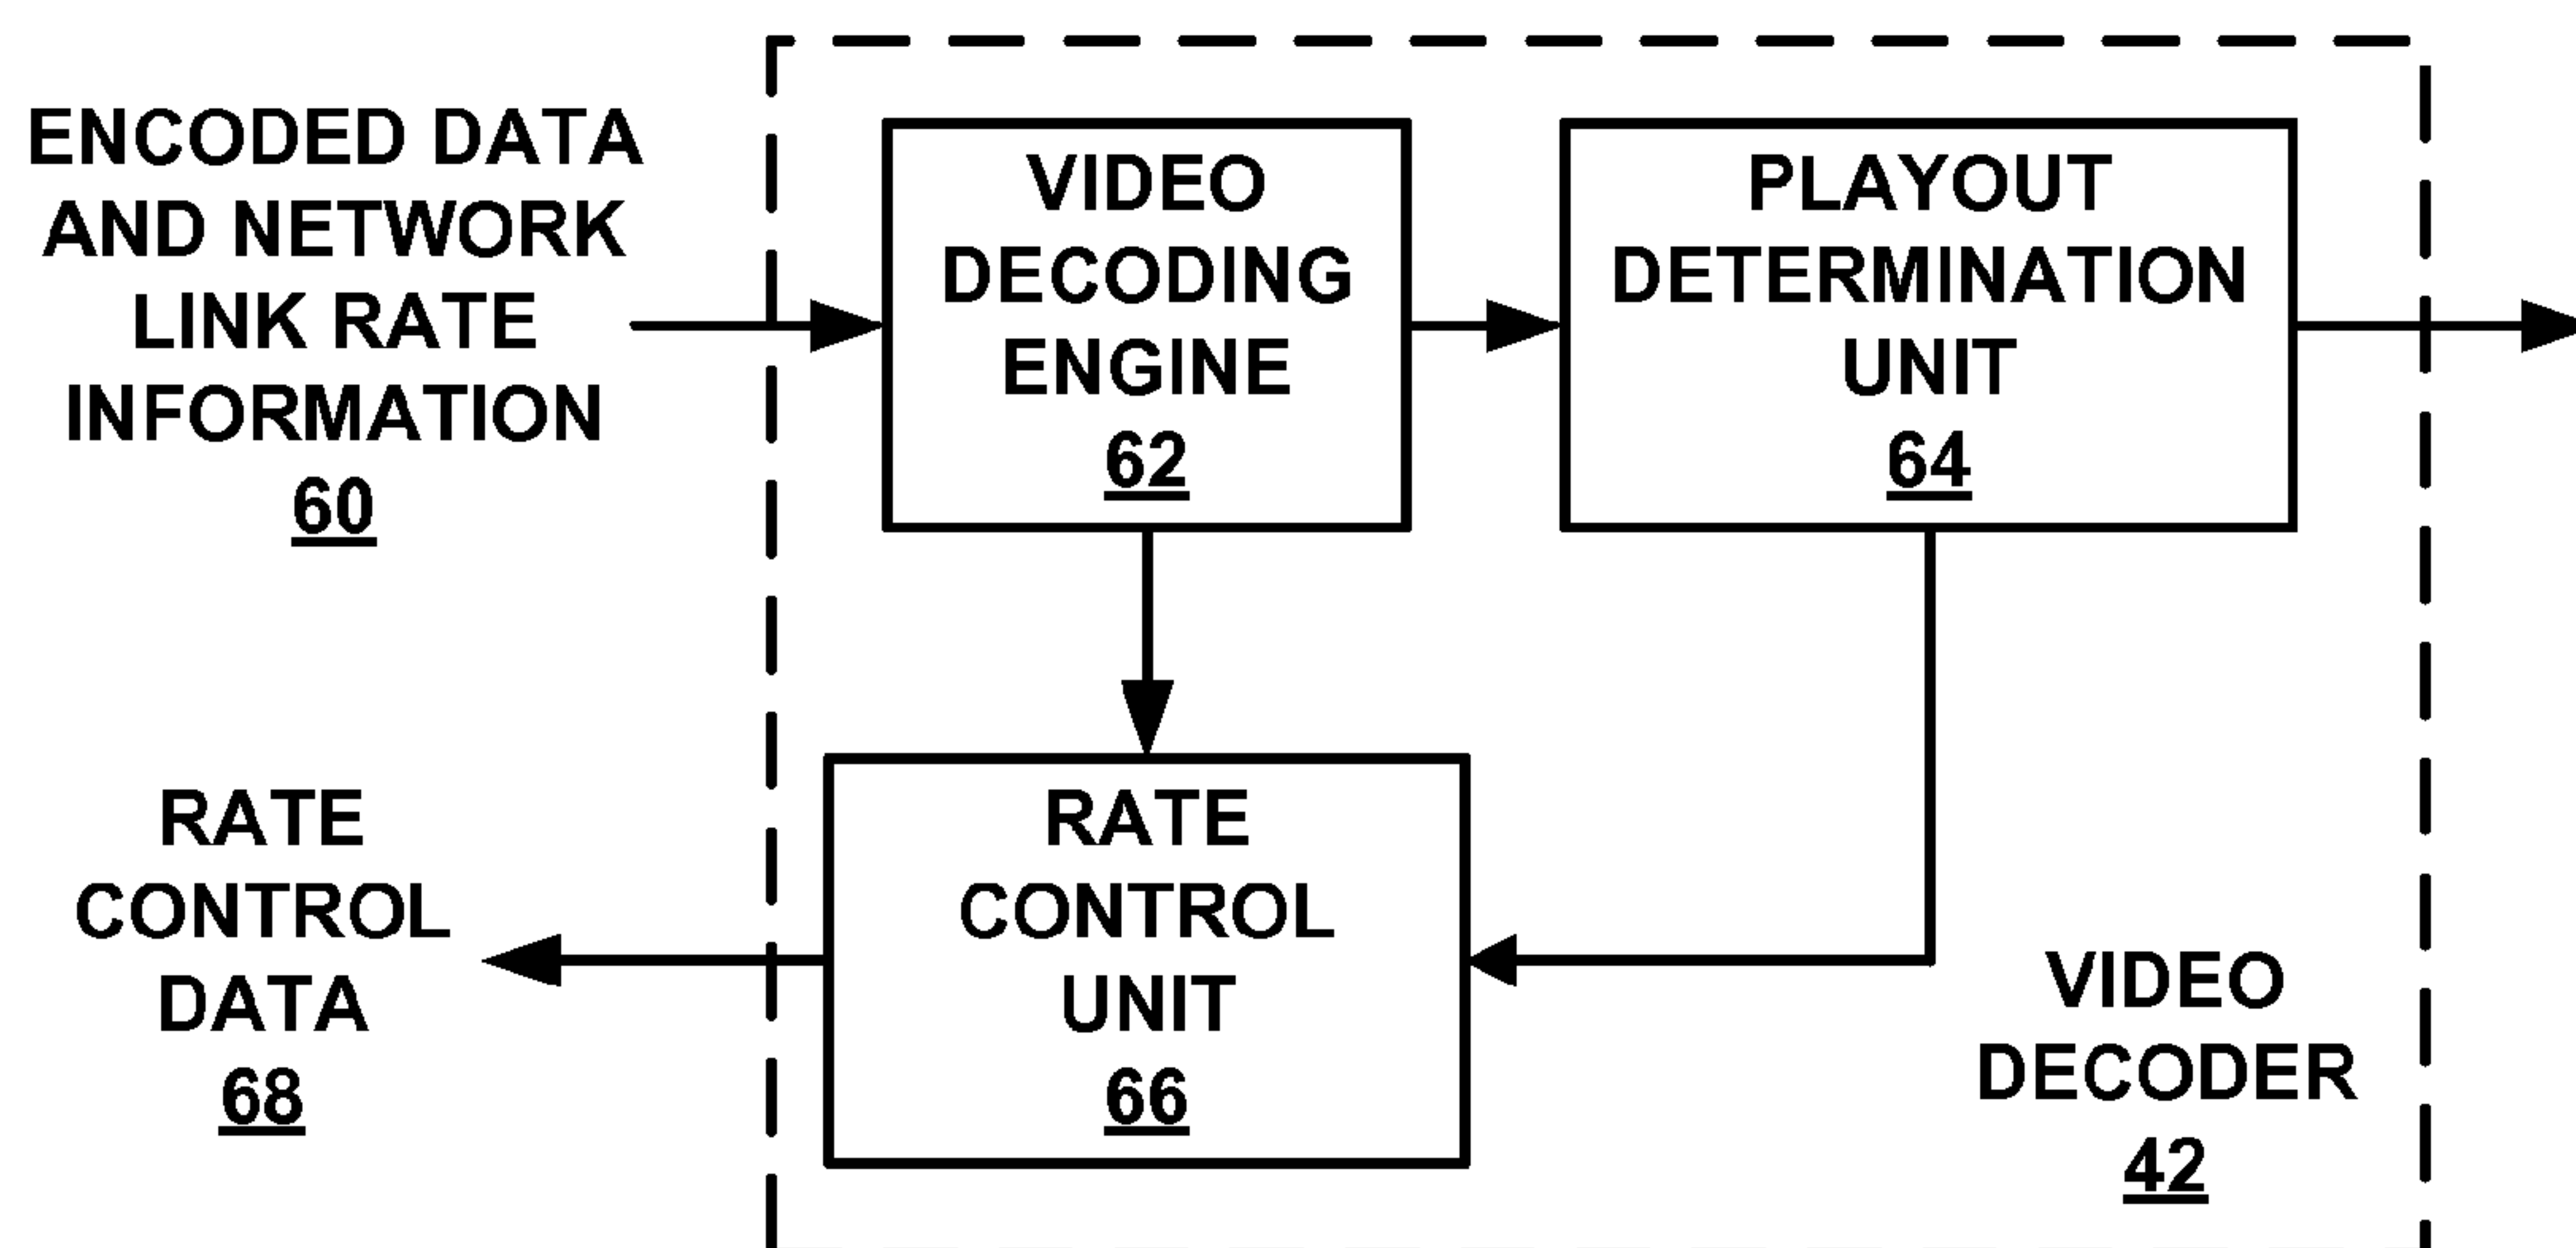 ENCODED DATA
AND NETWORK
LINK RATE
INFORMATION
60
VIDEO
DECODING
ENGINE
62
PLAYOUT
DETERMINATION
UNIT
64
RATE
CONTROL
DATA
68
RATE
CONTROL
UNIT
66
VIDEO
DECODER
42